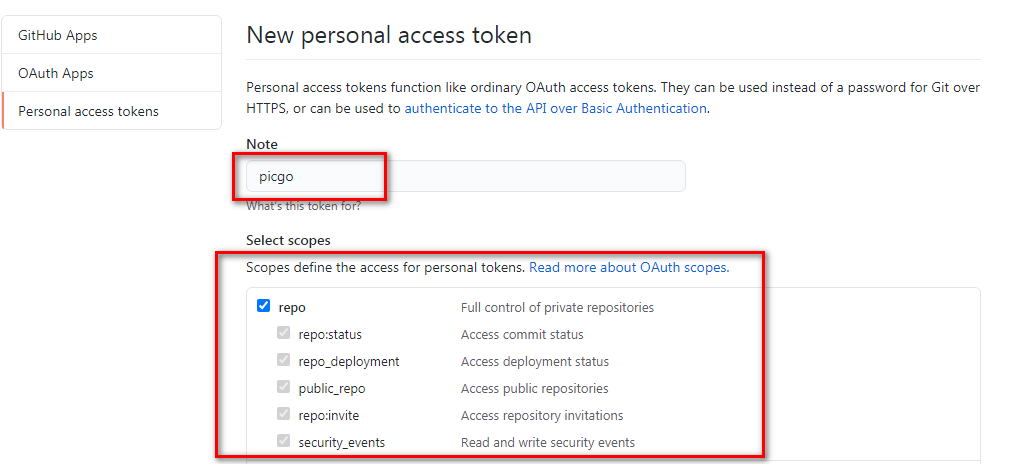 GitHub Apps
OAuth Apps
Personal access tokens
New personal access token
Personal access tokens function like ordinary OAuth access tokens. They can be used instead of a password for Git over
HTTPS, or can be used to authenticate to the API over Basic Authentication.
Note
picgo
What's this token for?
Select scopes
Scopes define the access for personal tokens. Read more about OAuth scopes.
repo Full control of private repositories
repo:status Access commit status
repo_deployment Access deployment status
public_repo Access public repositories
repo:invite Access repository invitations
security_events Read and write security events